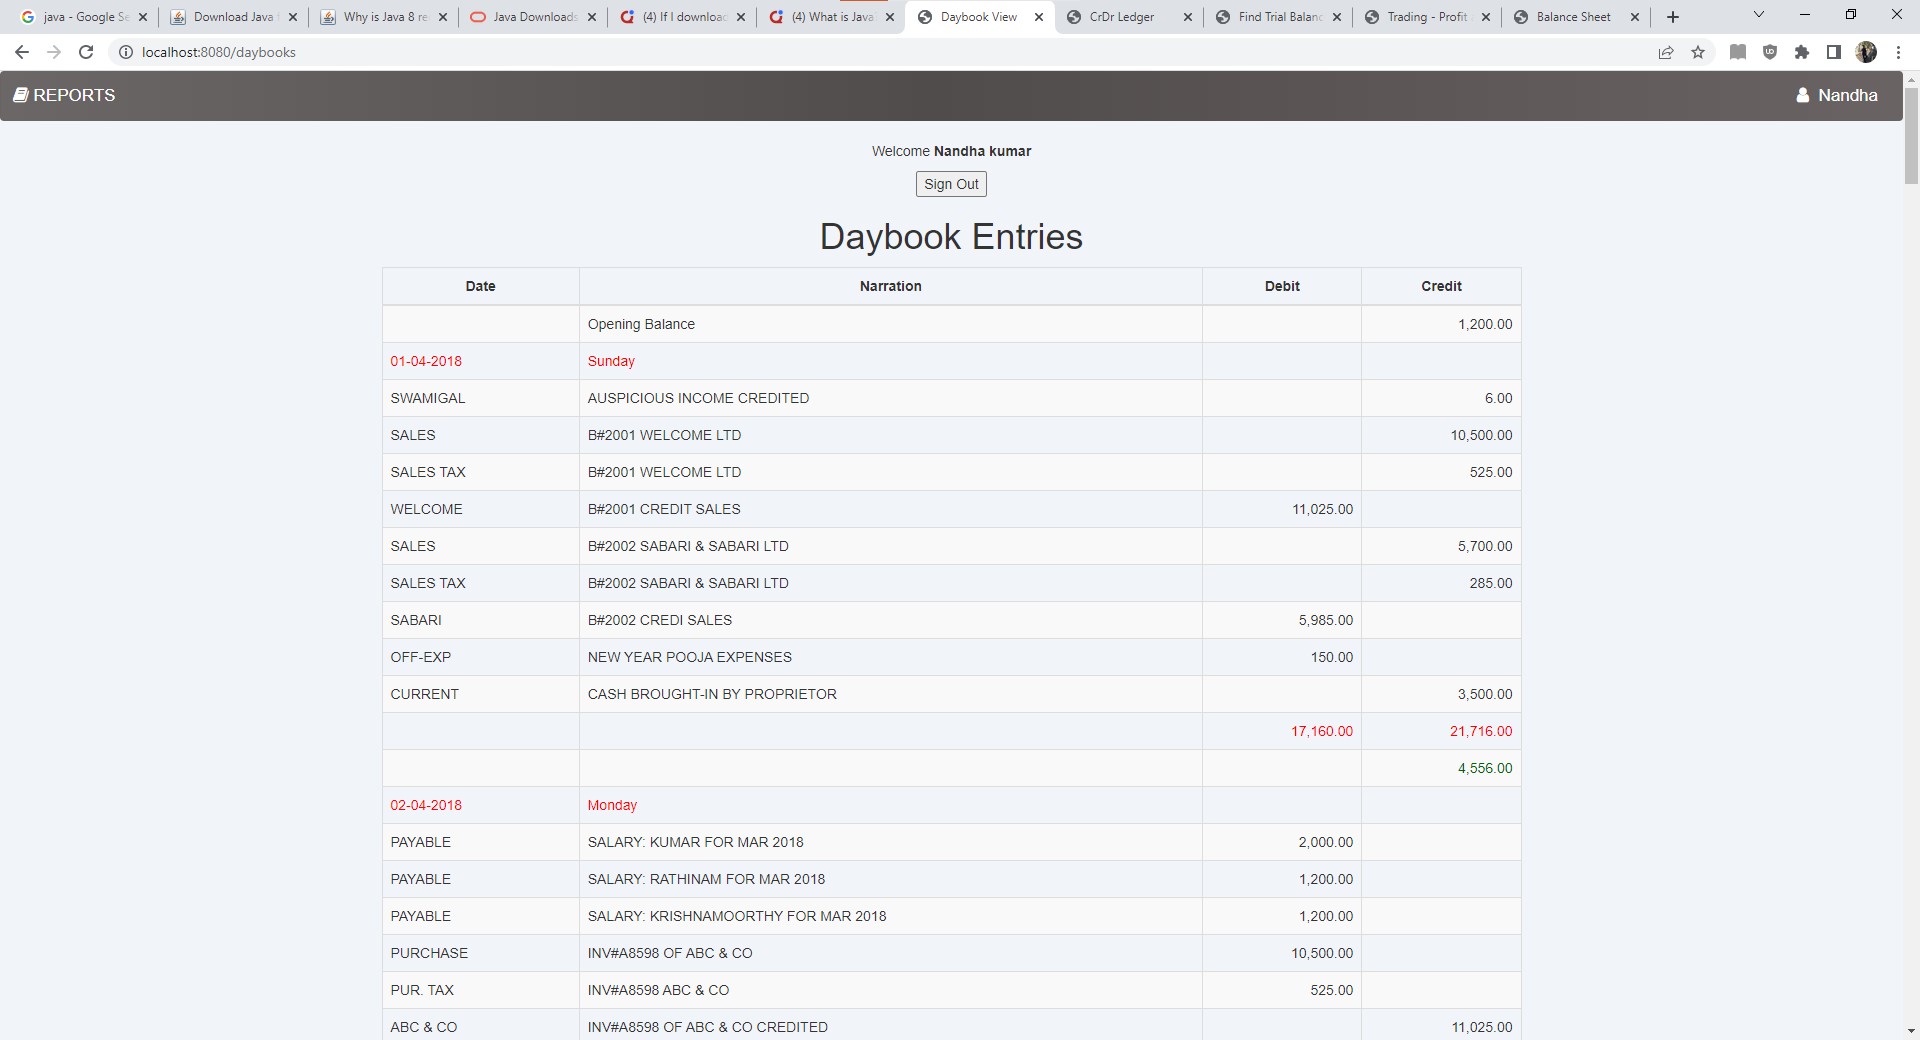 java - Google Se
Download Java
Why is Java 8 re
Java Downloads
(4) If I download
(4) What is Java
Daybook View
CrDr Ledger
Find Trial Balanc
Trading - Profit
Balance Sheet
localhost:8080/daybooks
REPORTS
Nandha
Welcome Nandha kumar
Sign Out
Daybook Entries
Date Narration Debit Credit
Opening Balance 1,200.00
01-04-2018 Sunday
SWAMIGAL AUSPICIOUS INCOME CREDITED 6.00
SALES B#2001 WELCOME LTD 10,500.00
SALES TAX B#2001 WELCOME LTD 525.00
WELCOME B#2001 CREDIT SALES 11,025.00
SALES B#2002 SABARI & SABARI LTD 5,700.00
SALES TAX B#2002 SABARI & SABARI LTD 285.00
SABARI B#2002 CREDI SALES 5,985.00
OFF-EXP NEW YEAR POOJA EXPENSES 150.00
CURRENT CASH BROUGHT-IN BY PROPRIETOR 3,500.00
17,160.00 21,716.00
4,556.00
02-04-2018 Monday
PAYABLE SALARY: KUMAR FOR MAR 2018 2,000.00
PAYABLE SALARY: RATHINAM FOR MAR 2018 1,200.00
PAYABLE SALARY: KRISHNAMOORTHY FOR MAR 2018 1,200.00
PURCHASE INV#A8598 OF ABC & CO 10,500.00
PUR. TAX INV#A8598 ABC & CO 525.00
ABC & CO INV#A8598 OF ABC & CO CREDITED 11,025.00